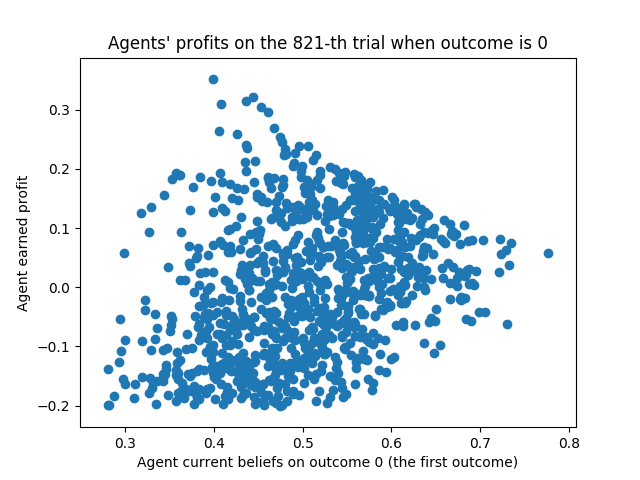 Agents' profits on the 821-th trial when outcome is 0
Agent earned profit
0.3
0.2
0.1
0.0
−0.1
−0.2
0.3 0.4 0.5 0.6 0.7 0.8
Agent current beliefs on outcome 0 (the first outcome)